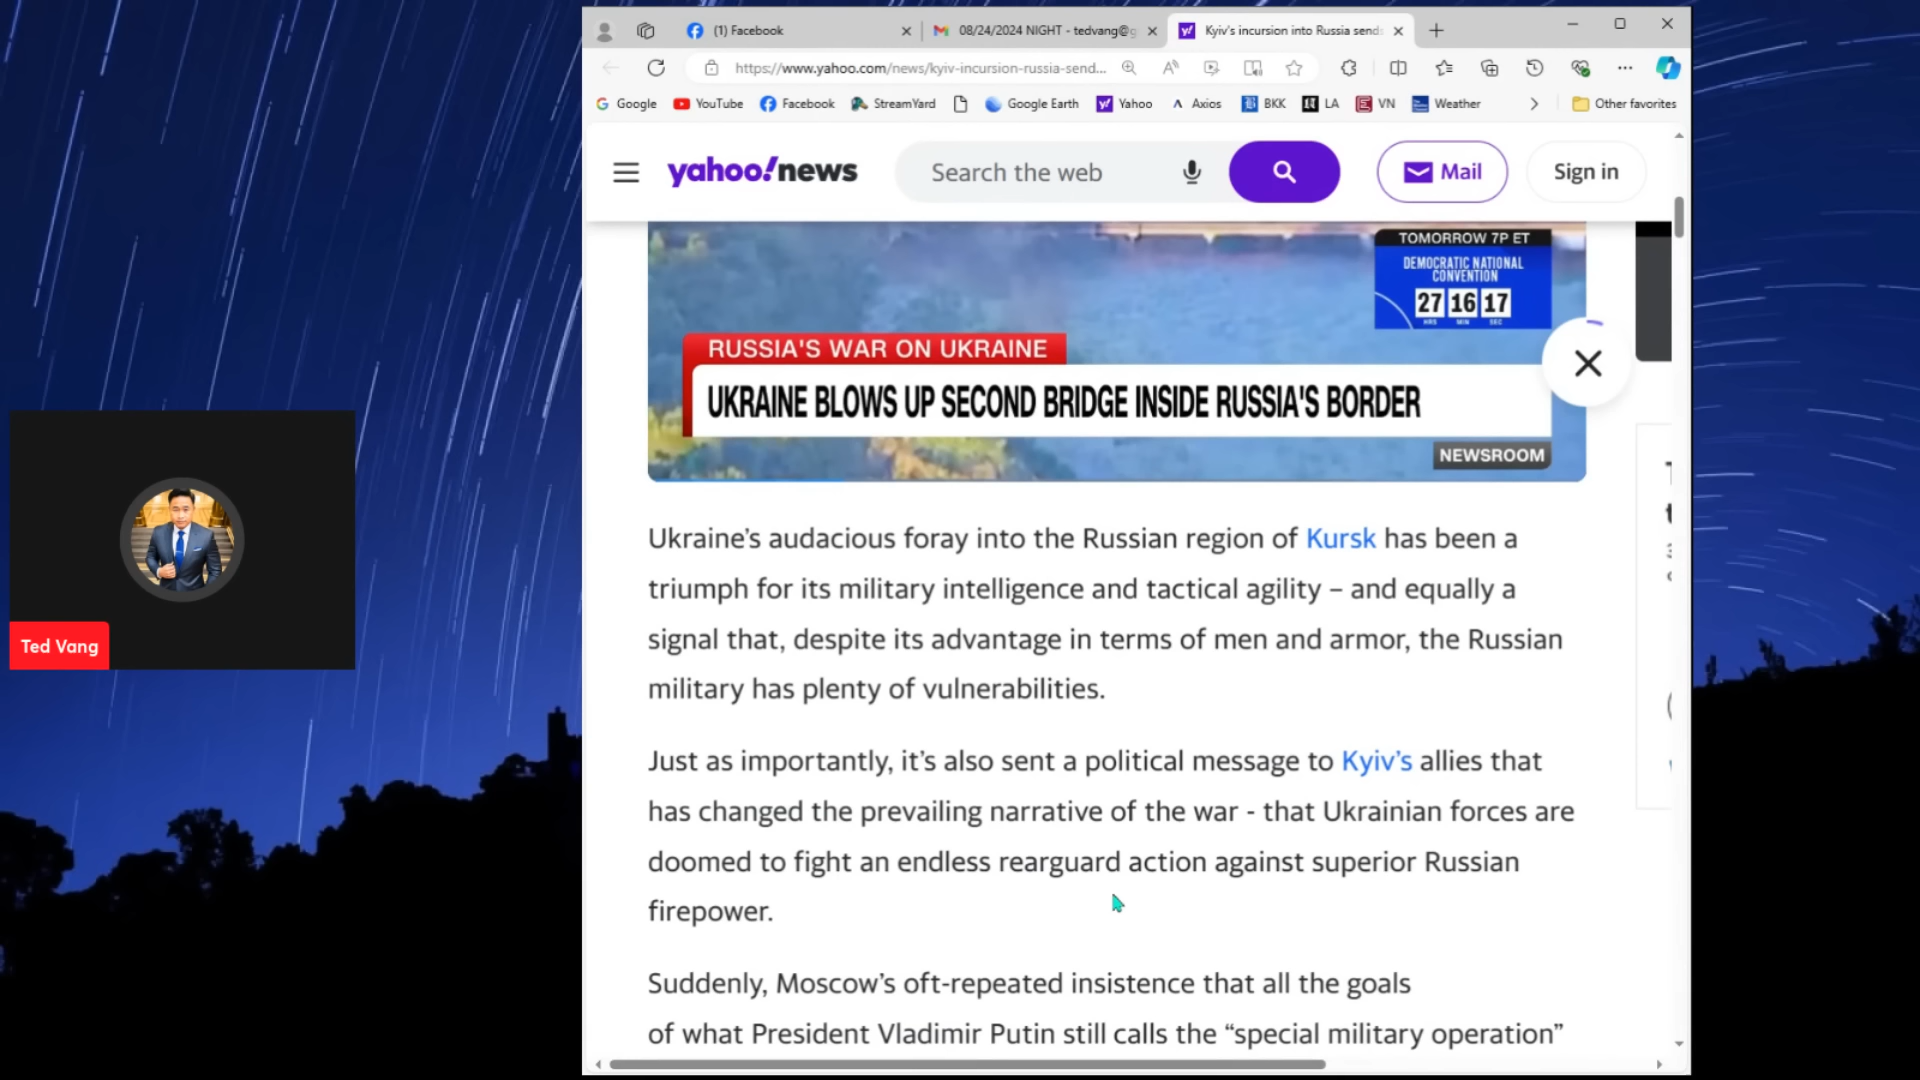 (1) Facebook
08/24/2024 NIGHT - tedvang@g
Kyiv's incursion into Russia sends
https://www.yahoo.com/news/kyiv-incursion-russia-send...
Google YouTube Facebook StreamYard Google Earth Yahoo Axios BKK LA VN Weather Other favorites
yahoo!news
Search the web
Mail
Sign in
TOMORROW 7P ET
DEMOCRATIC NATIONAL
CONVENTION
27 16 17
HRS MIN SEC
RUSSIA'S WAR ON UKRAINE
UKRAINE BLOWS UP SECOND BRIDGE INSIDE RUSSIA'S BORDER
NEWSROOM
Ukraine’s audacious foray into the Russian region of Kursk has been a
triumph for its military intelligence and tactical agility – and equally a
signal that, despite its advantage in terms of men and armor, the Russian
military has plenty of vulnerabilities.
Just as importantly, it’s also sent a political message to Kyiv’s allies that
has changed the prevailing narrative of the war - that Ukrainian forces are
doomed to fight an endless rearguard action against superior Russian
firepower.
Suddenly, Moscow’s oft-repeated insistence that all the goals
of what President Vladimir Putin still calls the “special military operation”
Ted Vang